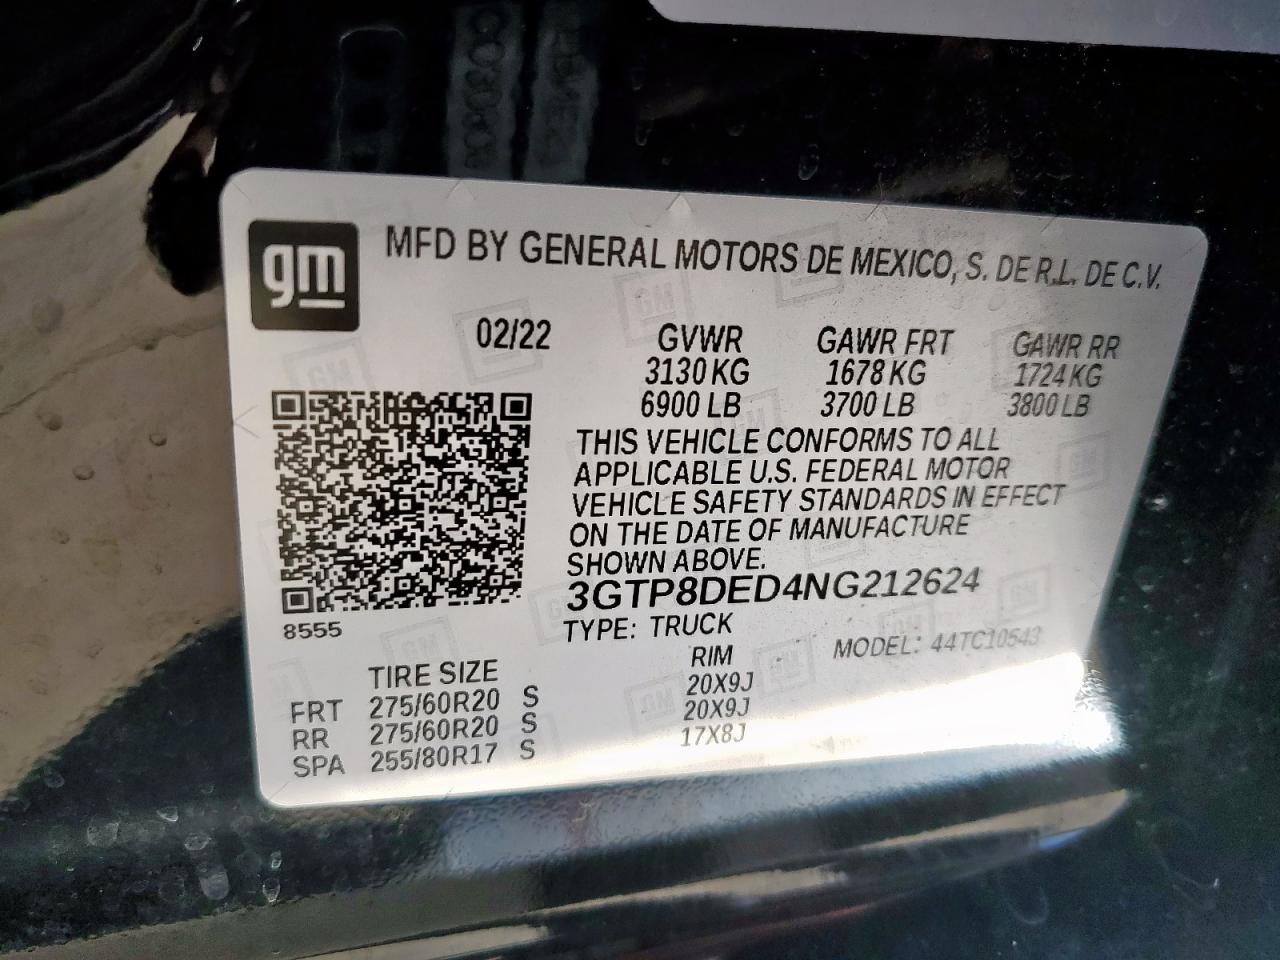 gm
MFD BY GENERAL MOTORS DE MEXICO, S. DE R.L. DE C.V.
02/22 GVWR GAWR FRT GAWR RR
3130 KG 1678 KG 1724 KG
6900 LB 3700 LB 3800 LB
THIS VEHICLE CONFORMS TO ALL
APPLICABLE U.S. FEDERAL MOTOR
VEHICLE SAFETY STANDARDS IN EFFECT
ON THE DATE OF MANUFACTURE
SHOWN ABOVE.
3GTP8DED4NG212624
8555
TYPE: TRUCK MODEL: 44TC10543
TIRE SIZE RIM
FRT 275/60R20 S 20X9J
RR 275/60R20 S 20X9J
SPA 255/80R17 S 17X8J